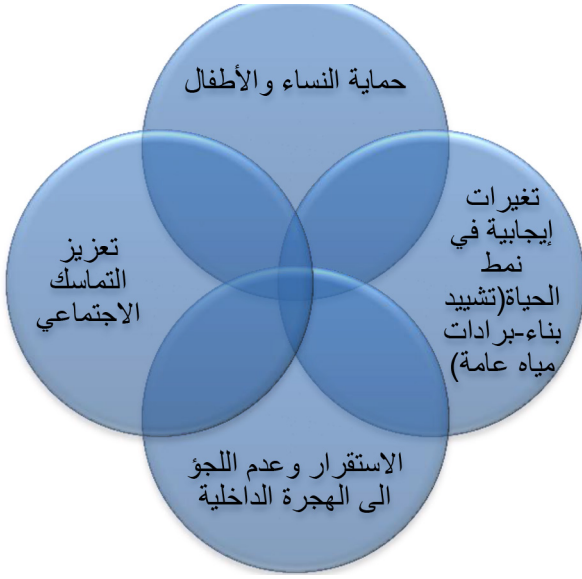 حماية النساء والأطفال
تغيرات
إيجابية في
نمط
الحياة(تشييد
بناء-برادات
مياه عامة)
تعزيز
التماسك
الاجتماعي
الاستقرار وعدم اللجؤ
الى الهجرة الداخلية